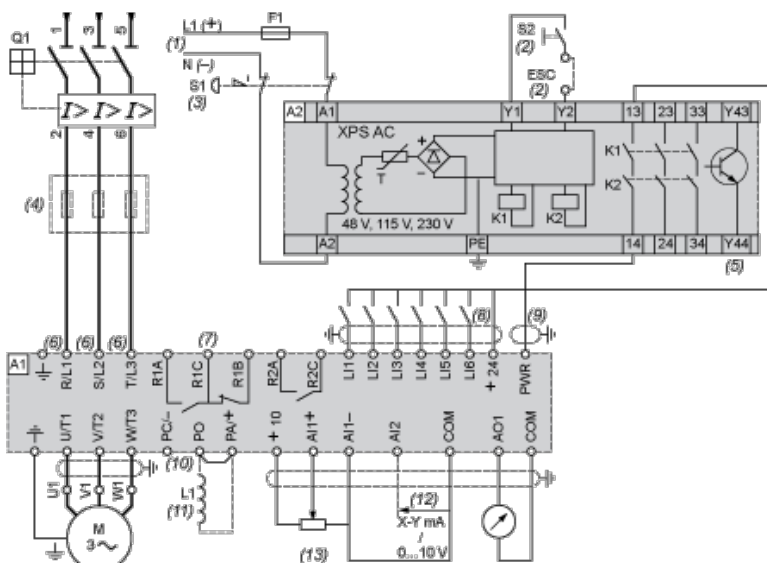 Q1
1 3 5
I> I> I>
2 4 6
(4)
L1 (+)
F1
(1)
N (–)
S1
(3)
S2
(2)
ESC
(2)
A2 A1 Y1 Y2 13 23 33 Y43
XPS AC
+
T
–
K1
K2
K1 K2
48 V, 115 V, 230 V
A2 PE 14 24 34 Y44
(5)
(6) (6) (6)
(7)
(8)
(9)
A1
R/L1 S/L2 T/L3 R1A R1C R1B R2A R2C LI1 LI2 LI3 LI4 LI5 LI6 + 24 PWR
U/T1 V/T2 W/T3 PC/– PO PA/+ + 10 AI1+ AI1– AI2 COM AO1 COM
(10)
U1 V1 W1
L1
(11)
(12)
X-Y mA
/
0...10 V
(13)
M
3 ~